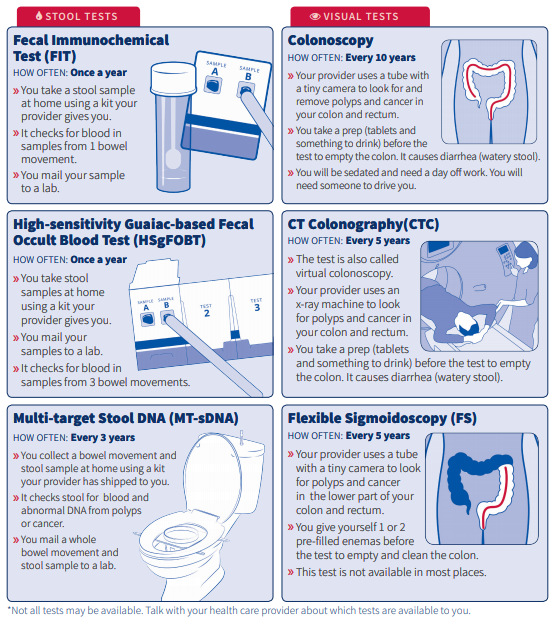 STOOL TESTS
Fecal Immunochemical
Test (FIT)
HOW OFTEN: Once a year
» You take a stool sample
at home using a kit your
provider gives you.
» It checks for blood in
samples from 1 bowel
movement.
» You mail your sample
to a lab.
SAMPLE
A
SAMPLE
B
High-sensitivity Guaiac-based Fecal
Occult Blood Test (HSgFOBT)
HOW OFTEN: Once a year
» You take stool
samples at home
using a kit your
provider gives you.
» You mail your
samples to a lab.
» It checks for blood in
samples from 3 bowel movements.
SAMPLE
A
SAMPLE
B
TEST
2
TEST
3
Multi-target Stool DNA (MT-sDNA)
HOW OFTEN: Every 3 years
» You collect a bowel movement and
stool sample at home using a kit
your provider has shipped to you.
» It checks stool for blood and
abnormal DNA from polyps
or cancer.
» You mail a whole
bowel movement and
stool sample to a lab.
VISUAL TESTS
Colonoscopy
HOW OFTEN: Every 10 years
» Your provider uses a tube with
a tiny camera to look for and
remove polyps and cancer in
your colon and rectum.
» You take a prep (tablets and
something to drink) before the
test to empty the colon. It causes diarrhea (watery stool).
» You will be sedated and need a day off work. You will
need someone to drive you.
CT Colonography(CTC)
HOW OFTEN: Every 5 years
» The test is also called
virtual colonoscopy.
» Your provider uses an
x-ray machine to look
for polyps and cancer in
your colon and rectum.
» You take a prep (tablets
and something to drink) before the test to empty
the colon. It causes diarrhea (watery stool).
Flexible Sigmoidoscopy (FS)
HOW OFTEN: Every 5 years
» Your provider uses a tube
with a tiny camera to look
for polyps and cancer
in the lower part of your
colon and rectum.
» You give yourself 1 or 2
pre-filled enemas before
the test to empty and clean the colon.
» This test is not available in most places.
*Not all tests may be available. Talk with your health care provider about which tests are available to you.